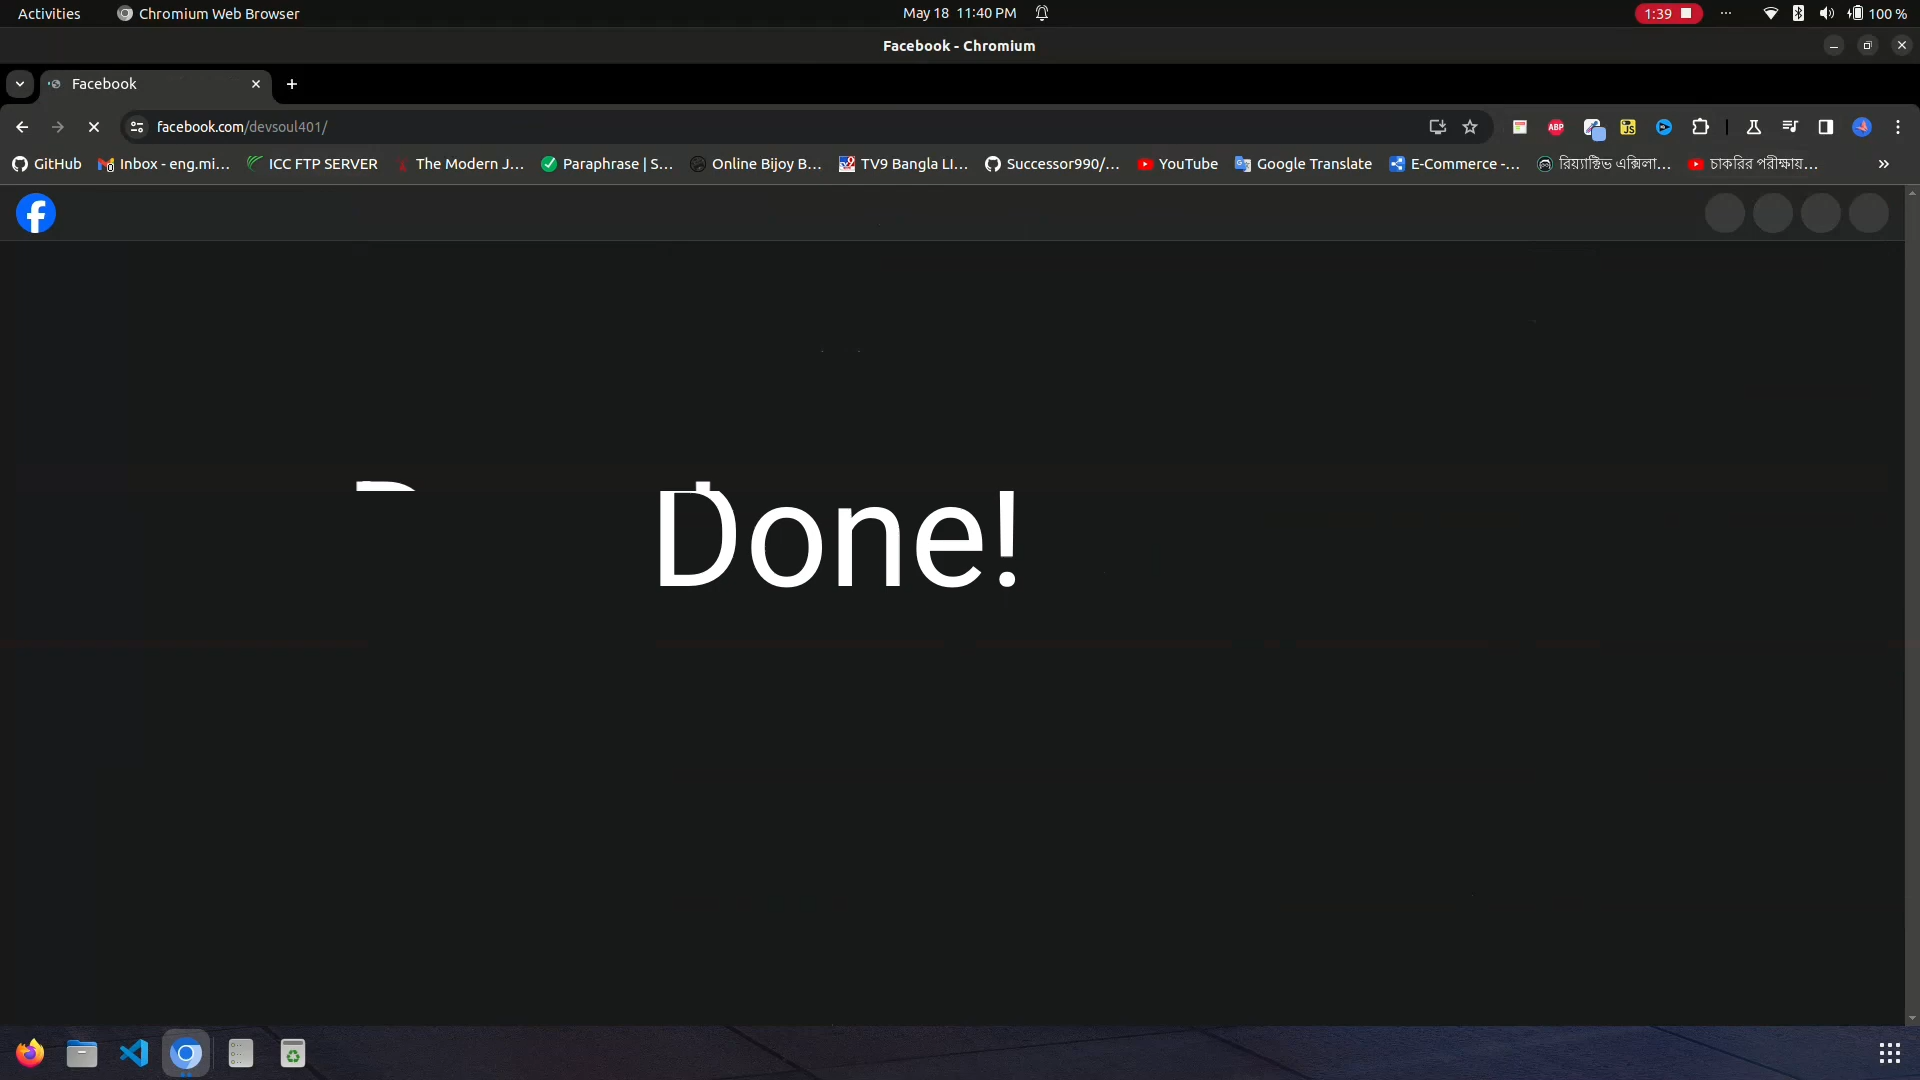 Activities Chromium Web Browser May 18 11:40 PM 1:39 100 %
Facebook - Chromium
Facebook
facebook.com/devsoul401/
GitHub Inbox - eng.mi... ICC FTP SERVER The Modern J... Paraphrase | S... Online Bijoy B... TV9 Bangla LI... Successor990/... YouTube Google Translate E-Commerce -... রিয়্যাক্টিভ এক্সিলা... চাকরির পরীক্ষায়...
Done!